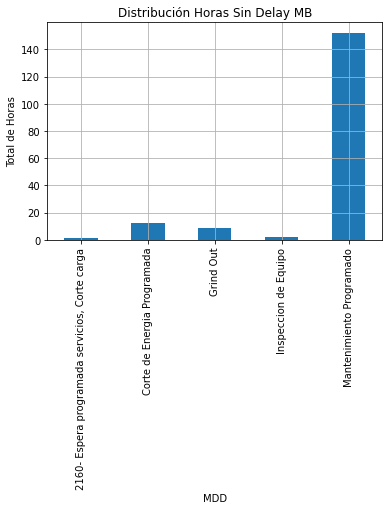 Distribución Horas Sin Delay MB
Total de Horas
140
120
100
80
60
40
20
0
2160- Espera programada servicios, Corte carga
Corte de Energia Programada
Grind Out
Inspeccion de Equipo
Mantenimiento Programado
MDD